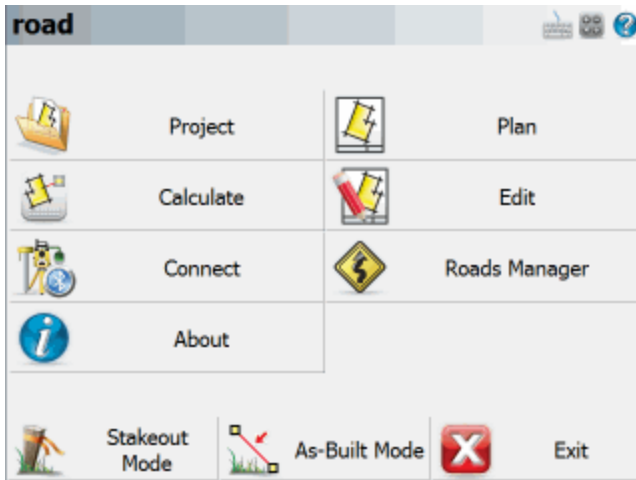 road
Project
Plan
Calculate
Edit
Connect
Roads Manager
About
Stakeout
Mode
As-Built Mode
Exit